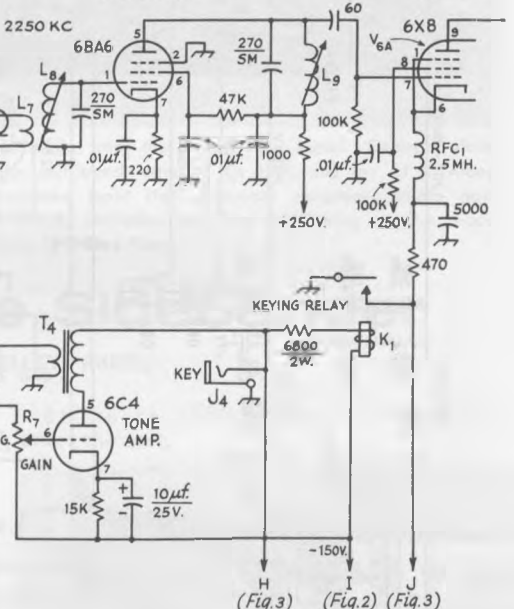 2250 KC
6BA6
5
2
6
1
7
L8
L7
270
SM
.01μf.
220
47K
.01μf.
1000
270
SM
L9
+250V.
60
100K
.01μf.
100K
+250V.
V6A
6X8
9
1
8
7
6
RFC1
2.5MH.
5000
470
KEYING RELAY
T4
KEY
J4
6800
2W.
K1
5
6C4
TONE
AMP.
R7
G.
6
GAIN
7
15K
+
-
10μf.
25V.
-150V.
H
(Fig.3)
I
(Fig.2)
J
(Fig.3)